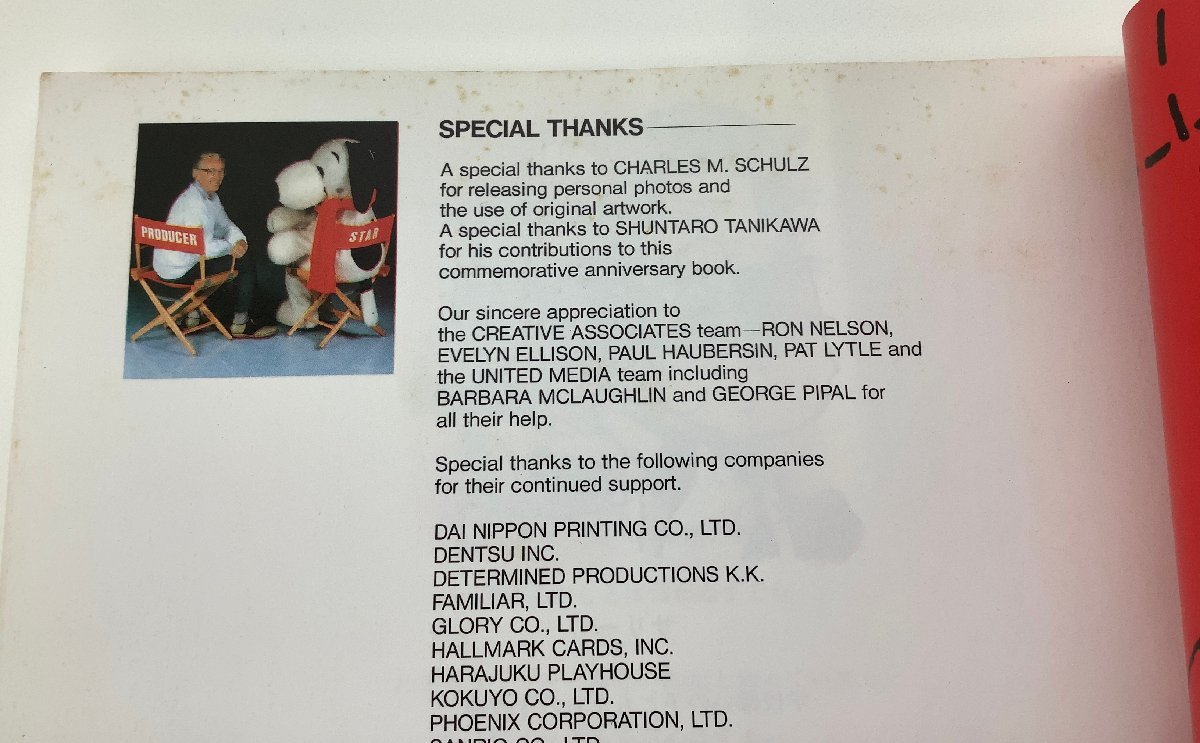 PRODUCER
STAR
SPECIAL THANKS
A special thanks to CHARLES M. SCHULZ
for releasing personal photos and
the use of original artwork.
A special thanks to SHUNTARO TANIKAWA
for his contributions to this
commemorative anniversary book.
Our sincere appreciation to
the CREATIVE ASSOCIATES team—RON NELSON,
EVELYN ELLISON, PAUL HAUBERSIN, PAT LYTLE and
the UNITED MEDIA team including
BARBARA MCLAUGHLIN and GEORGE PIPAL for
all their help.
Special thanks to the following companies
for their continued support.
DAI NIPPON PRINTING CO., LTD.
DENTSU INC.
DETERMINED PRODUCTIONS K.K.
FAMILIAR, LTD.
GLORY CO., LTD.
HALLMARK CARDS, INC.
HARAJUKU PLAYHOUSE
KOKUYO CO., LTD.
PHOENIX CORPORATION, LTD.
SANRIO CO., LTD.